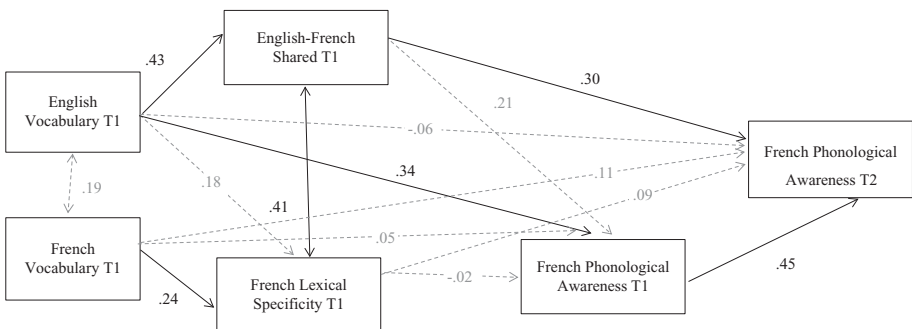 English-French
Shared T1
.43
.30
English
Vocabulary T1
.21
-.06
French Phonological
Awareness T2
.34
.11
.19
.18
.09
.41
.05
French
Vocabulary T1
French Lexical
Specificity T1
-.02
French Phonological
Awareness T1
.45
.24